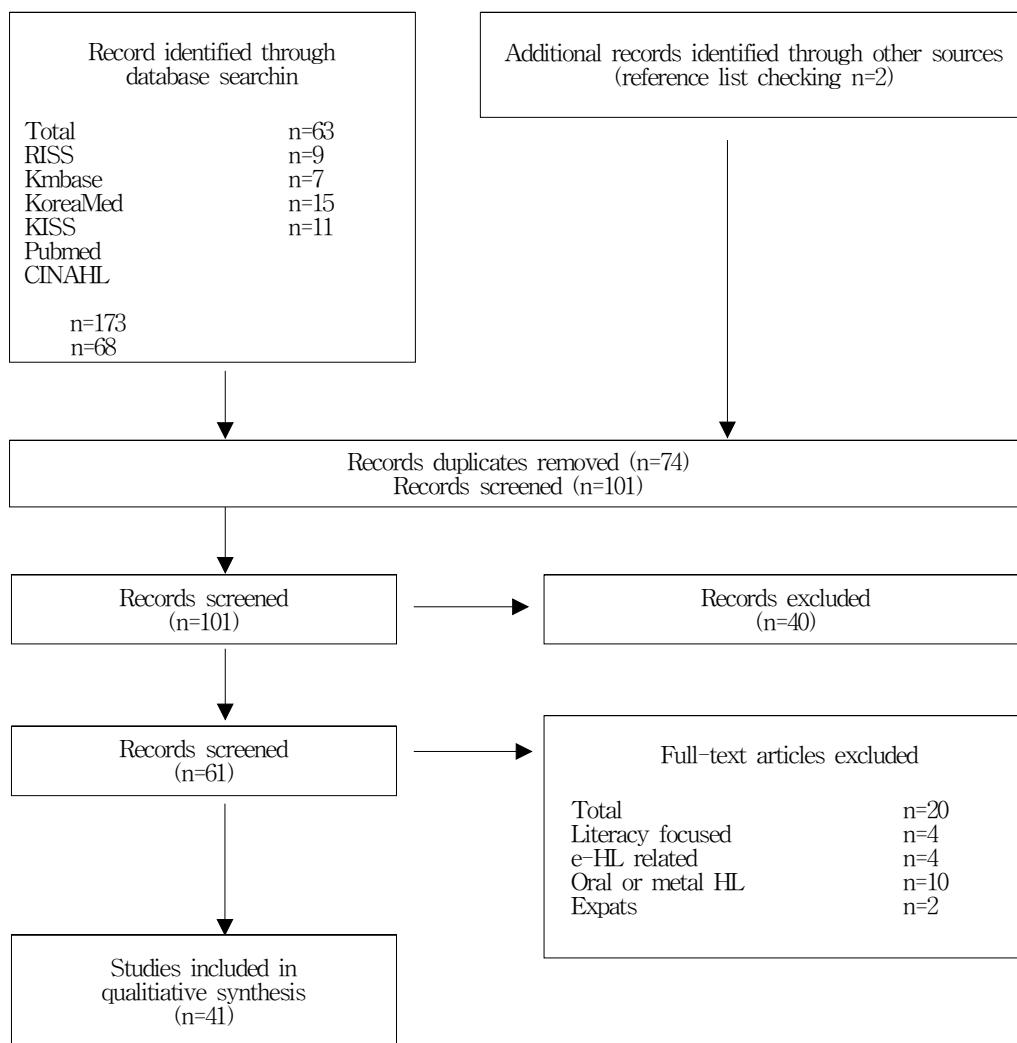 Record identified through
database searchin
Total n=63
RISS n=9
Kmbase n=7
KoreaMed n=15
KISS n=11
Pubmed
CINAHL
n=173
n=68
Additional records identified through other sources
(reference list checking n=2)
Records duplicates removed (n=74)
Records screened (n=101)
Records screened
(n=101)
Records excluded
(n=40)
Records screened
(n=61)
Full-text articles excluded
Total n=20
Literacy focused n=4
e-HL related n=4
Oral or metal HL n=10
Expats n=2
Studies included in
qualitiative synthesis
(n=41)